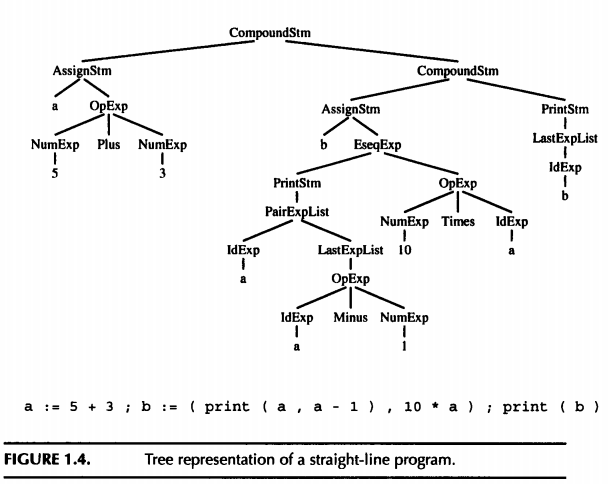 CompoundStm
AssignStm CompoundStm
a OpExp AssignStm PrintStm
NumExp Plus NumExp b EseqExp LastExpList
5 3 IdExp
PrintStm OpExp b
PairExpList NumExp Times IdExp
IdExp LastExpList 10 a
a OpExp
IdExp Minus NumExp
a 1
a := 5 + 3 ; b := ( print ( a , a - 1 ) , 10 * a ) ; print ( b )
FIGURE 1.4. Tree representation of a straight-line program.